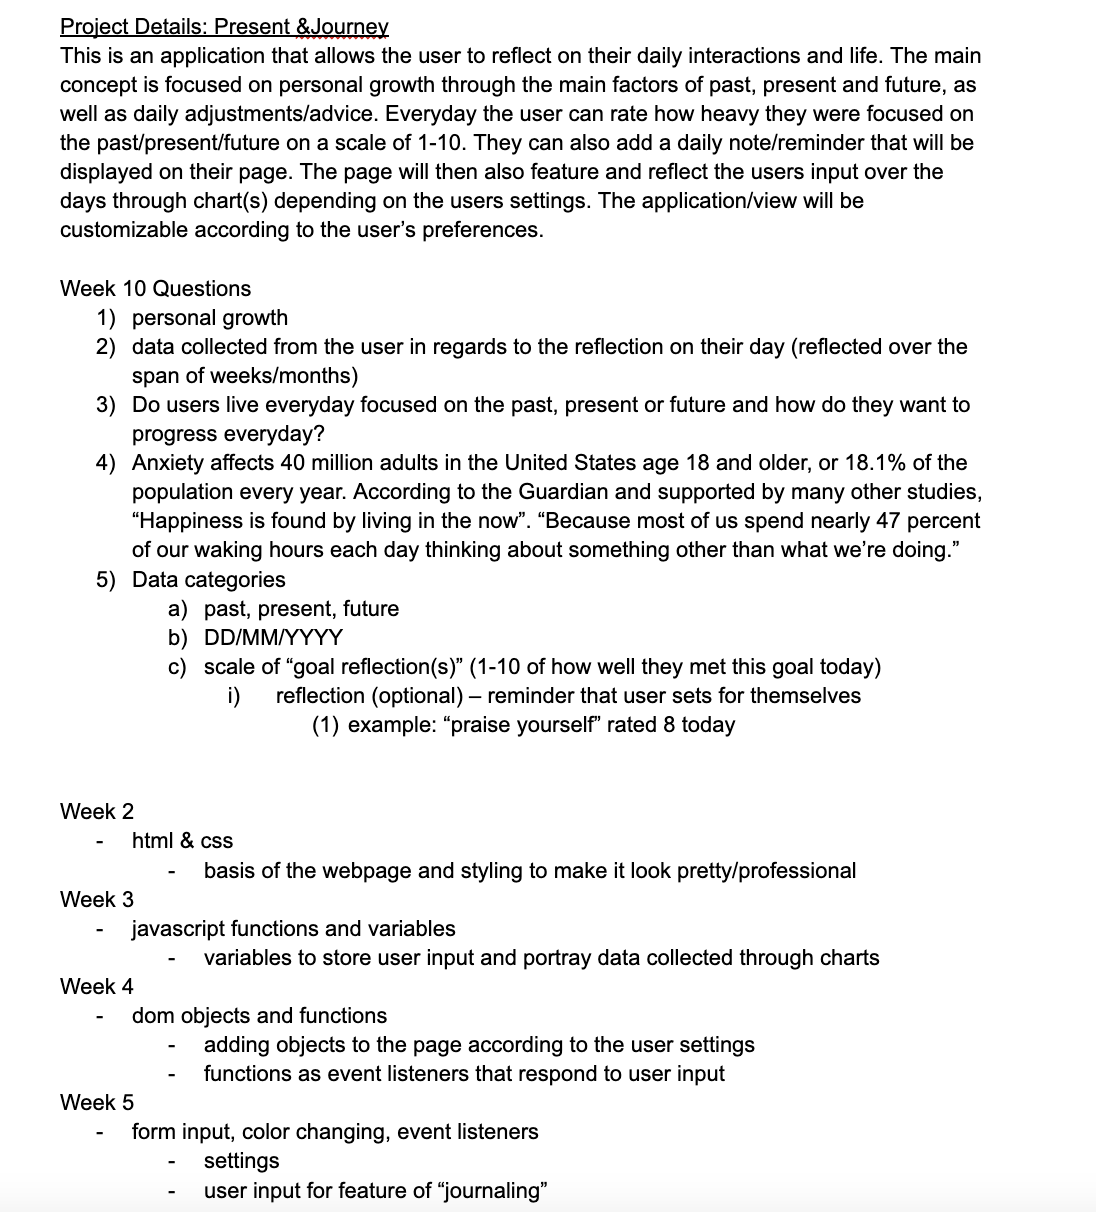 Project Details: Present &Journey
This is an application that allows the user to reflect on their daily interactions and life. The main
concept is focused on personal growth through the main factors of past, present and future, as
well as daily adjustments/advice. Everyday the user can rate how heavy they were focused on
the past/present/future on a scale of 1-10. They can also add a daily note/reminder that will be
displayed on their page. The page will then also feature and reflect the users input over the
days through chart(s) depending on the users settings. The application/view will be
customizable according to the user’s preferences.
Week 10 Questions
1) personal growth
2) data collected from the user in regards to the reflection on their day (reflected over the
span of weeks/months)
3) Do users live everyday focused on the past, present or future and how do they want to
progress everyday?
4) Anxiety affects 40 million adults in the United States age 18 and older, or 18.1% of the
population every year. According to the Guardian and supported by many other studies,
“Happiness is found by living in the now”. “Because most of us spend nearly 47 percent
of our waking hours each day thinking about something other than what we’re doing.”
5) Data categories
a) past, present, future
b) DD/MM/YYYY
c) scale of “goal reflection(s)” (1-10 of how well they met this goal today)
i) reflection (optional) – reminder that user sets for themselves
(1) example: “praise yourself” rated 8 today
Week 2
- html & css
- basis of the webpage and styling to make it look pretty/professional
Week 3
- javascript functions and variables
- variables to store user input and portray data collected through charts
Week 4
- dom objects and functions
- adding objects to the page according to the user settings
- functions as event listeners that respond to user input
Week 5
- form input, color changing, event listeners
- settings
- user input for feature of “journaling”